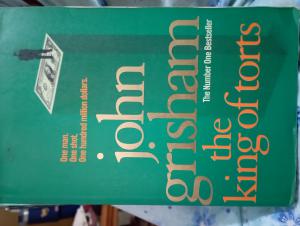 One man.
One shot.
One hundred million dollars.
john
grisham
The Number One Bestseller
the
king of torts